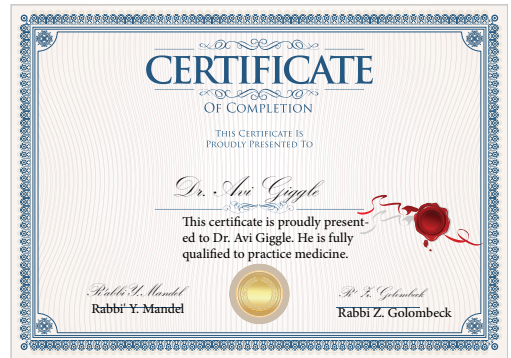 CERTIFICATE
OF COMPLETION
THIS CERTIFICATE IS
PROUDLY PRESENTED TO
Dr. Avi Giggle
This certificate is proudly present-
ed to Dr. Avi Giggle. He is fully
qualified to practice medicine.
Rabbi Y. Mandel
Rabbi' Y. Mandel
R' Z. Golombeck
Rabbi Z. Golombeck